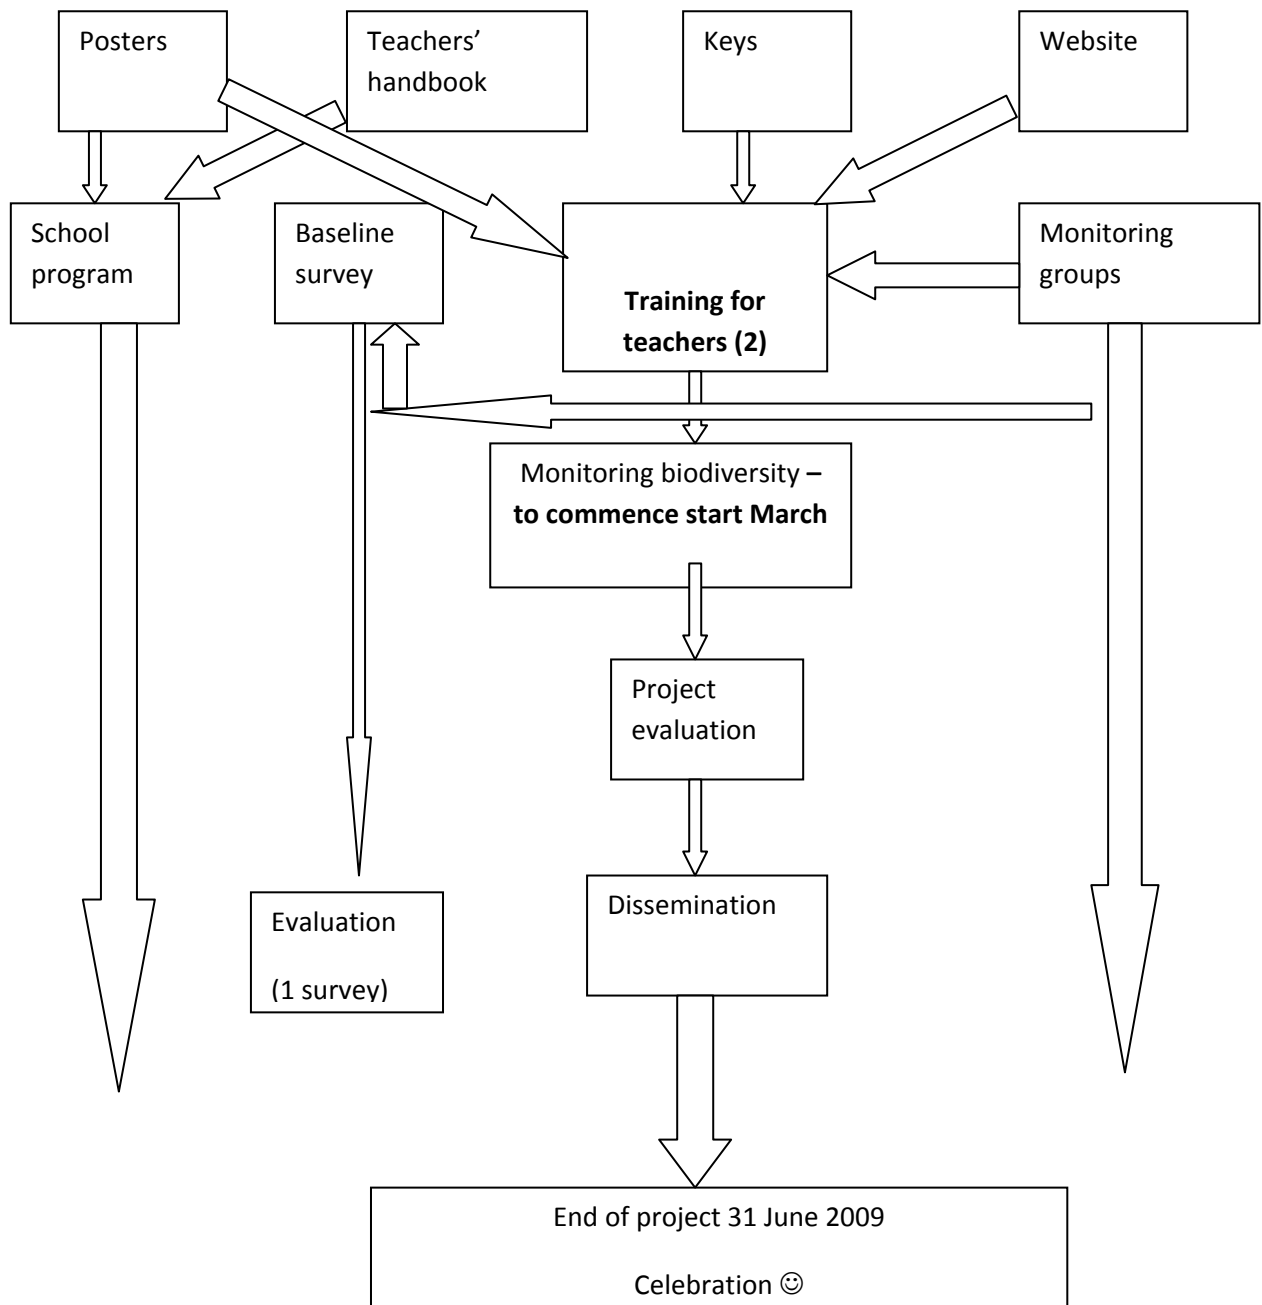 Posters
Teachers’
handbook
Keys
Website
School
program
Baseline
survey
Training for
teachers (2)
Monitoring
groups
Monitoring biodiversity –
to commence start March
Project
evaluation
Evaluation
(1 survey)
Dissemination
End of project 31 June 2009
Celebration ☺